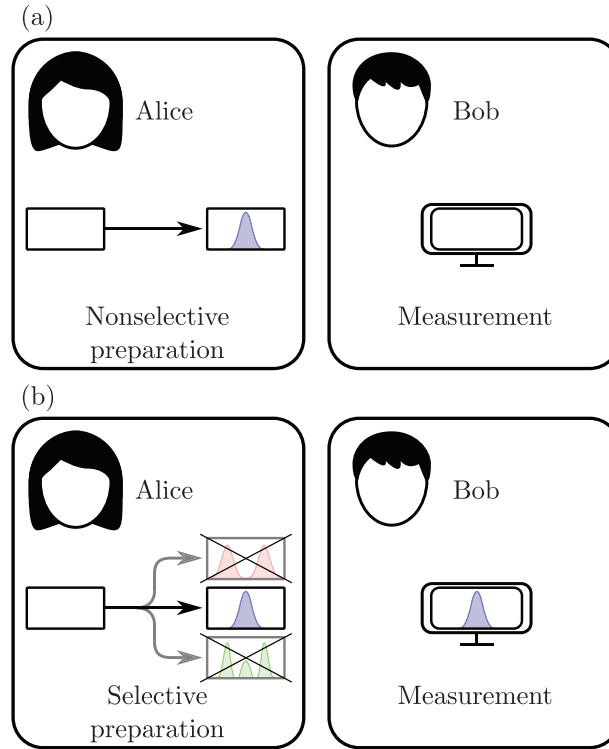 (a)
Alice
Bob
Nonselective
preparation
Measurement
(b)
Alice
Bob
Selective
preparation
Measurement